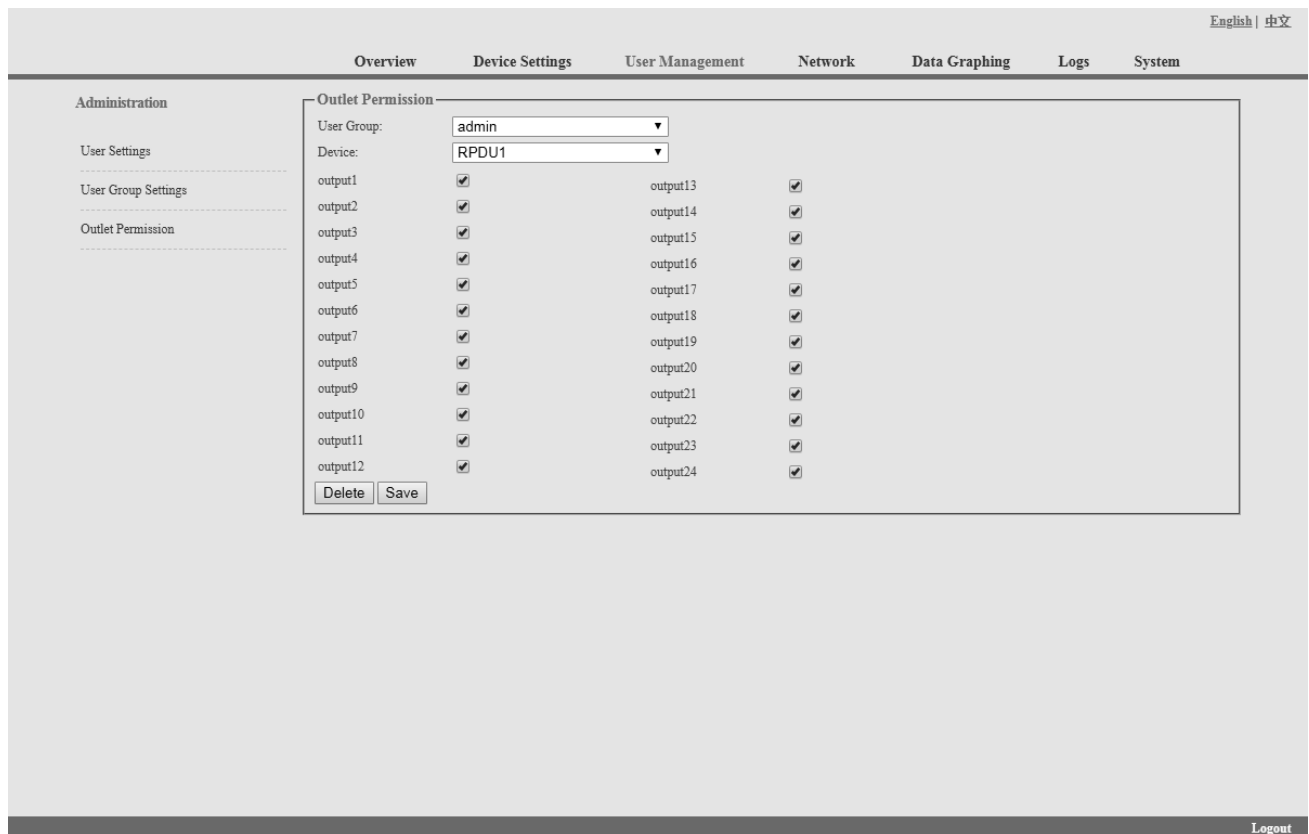 English | 中文
Overview Device Settings User Management Network Data Graphing Logs System
Administration
User Settings
User Group Settings
Outlet Permission
Outlet Permission
User Group: admin
Device: RPDU1
output1 output13
output2 output14
output3 output15
output4 output16
output5 output17
output6 output18
output7 output19
output8 output20
output9 output21
output10 output22
output11 output23
output12 output24
Delete Save
Logout